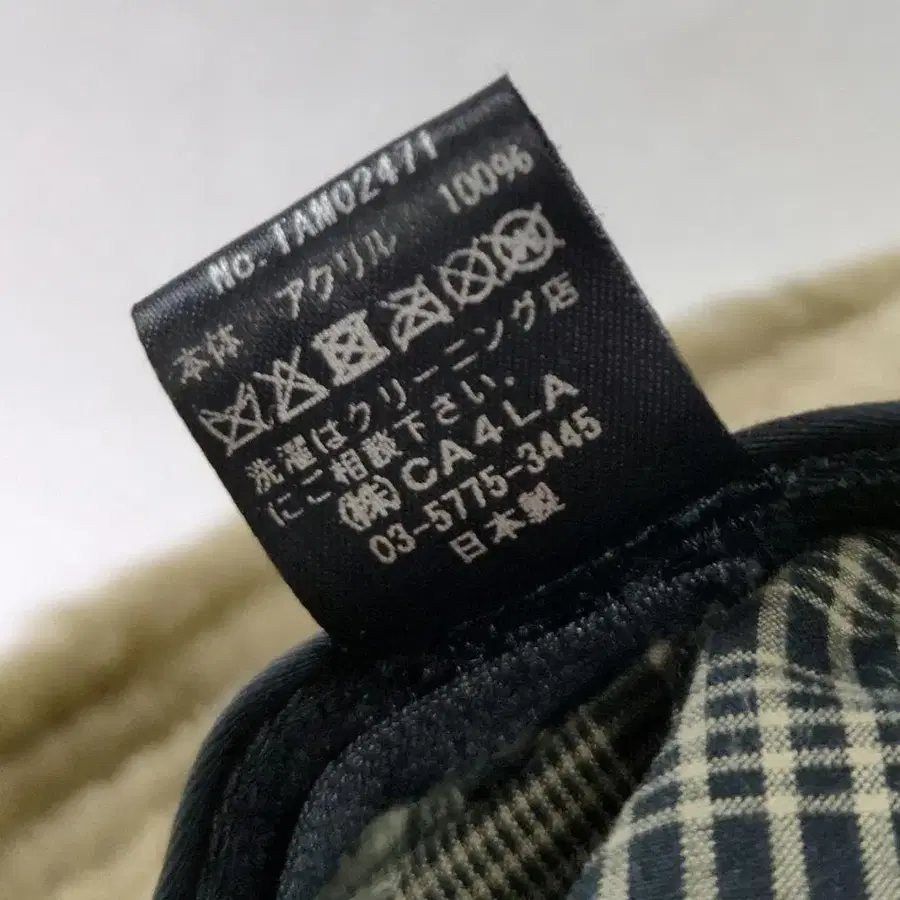 No. TAM02471
本体 アクリル 100%
洗濯はクリーニング店
にご相談下さい.
㈱CA4LA
03-5775-3445
日本製